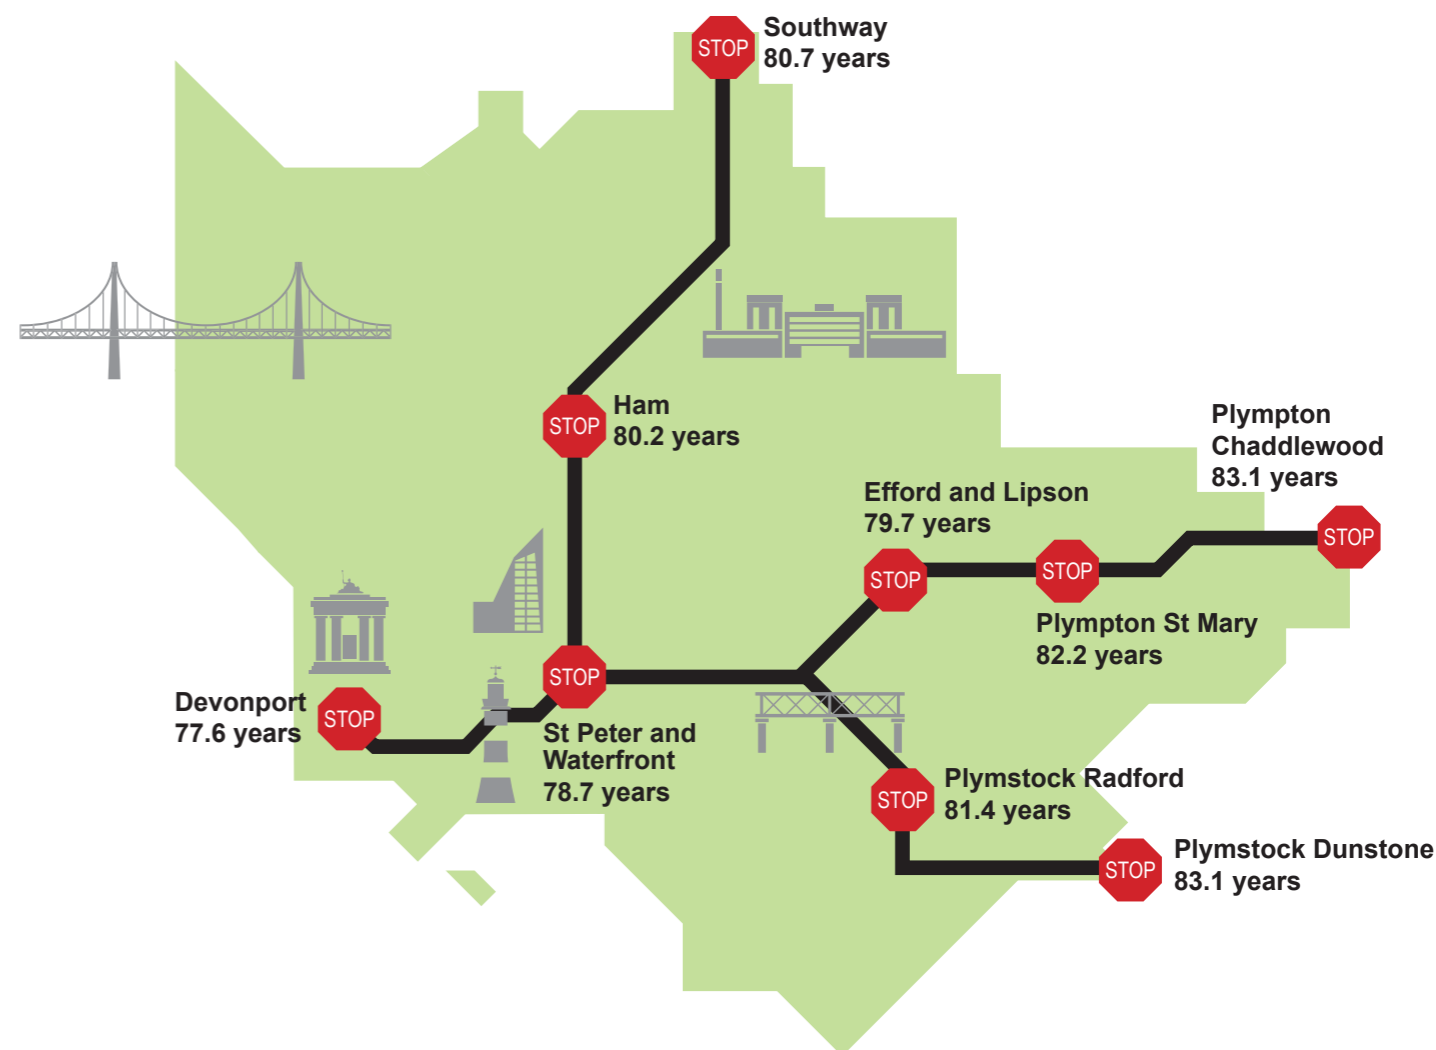 STOP
Southway
80.7 years
STOP
Ham
80.2 years
Plympton
Chaddlewood
83.1 years
STOP
Efford and Lipson
79.7 years
STOP
STOP
Plympton St Mary
82.2 years
Devonport
77.6 years
STOP
STOP
St Peter and
Waterfront
78.7 years
STOP
Plymstock Radford
81.4 years
STOP
Plymstock Dunstone
83.1 years